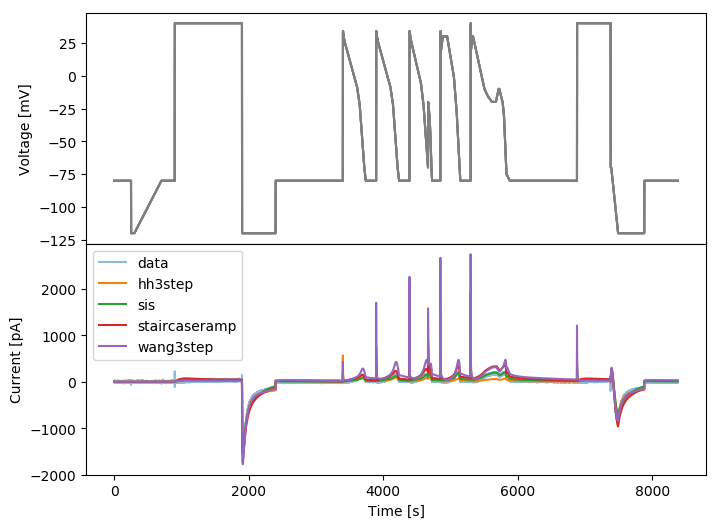 25
0
−25
−50
−75
−100
−125
Voltage [mV]
data
hh3step
sis
staircaseramp
wang3step
2000
1000
0
−1000
−2000
Current [pA]
0
2000
4000
6000
8000
Time [s]